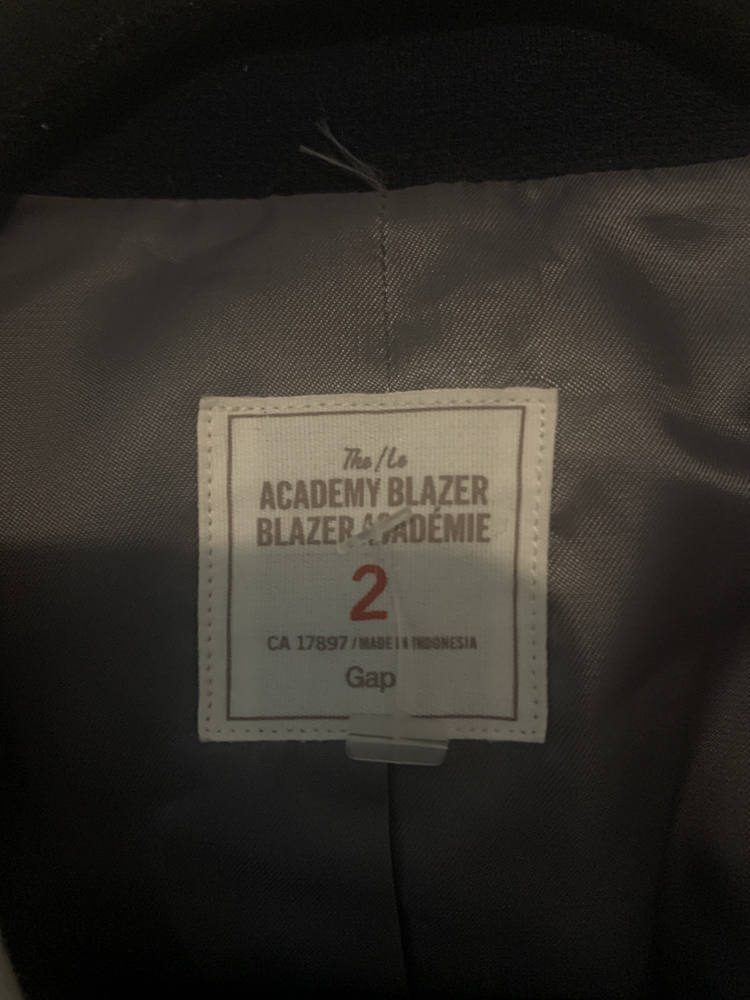 The / Le
ACADEMY BLAZER
BLAZER ACADÉMIE
2
CA 17897 / MADE IN INDONESIA
Gap